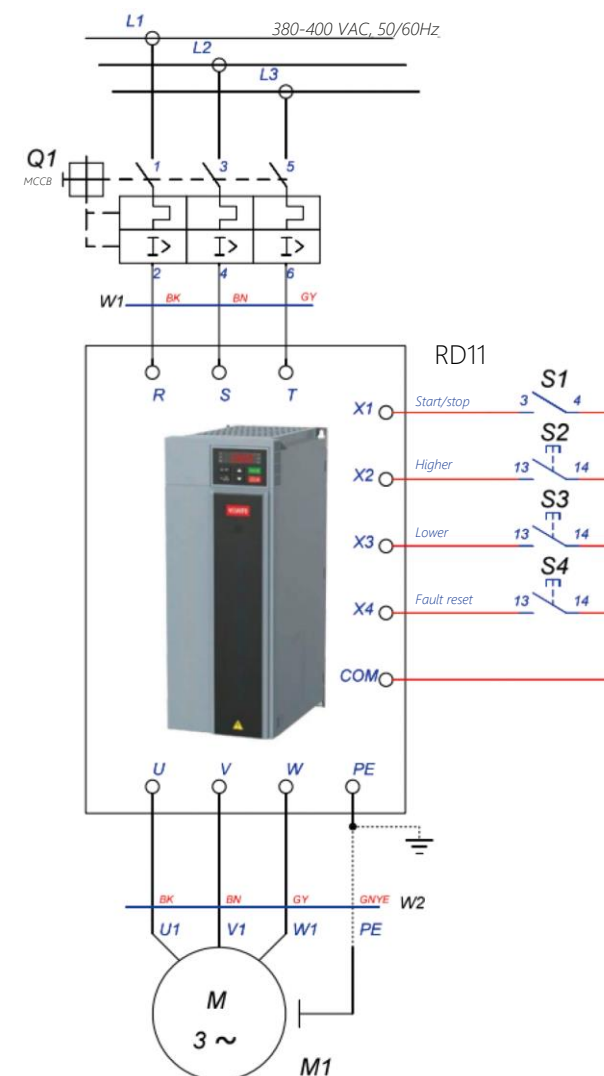 L1
380-400 VAC, 50/60Hz
L2
L3
Q1
MCCB
1 3 5
I> I> I>
2 4 6
W1 BK BN GY
RD11
R S T
X1 Start/stop 3 4 S1
X2 Higher 13 14 S2
X3 Lower 13 14 S3
X4 Fault reset 13 14 S4
COM
U V W PE
BK BN GY GNYE W2
U1 V1 W1 PE
M
3 ~
M1